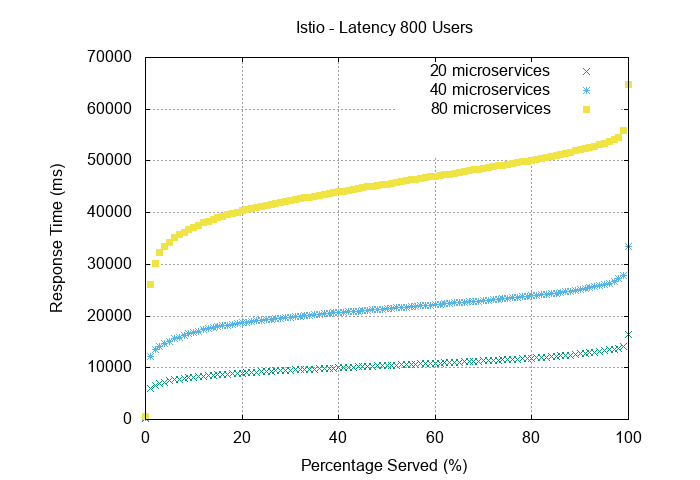 Istio - Latency 800 Users
70000
60000
50000
40000
30000
20000
10000
0
Response Time (ms)
20 microservices
40 microservices
80 microservices
0 20 40 60 80 100
Percentage Served (%)